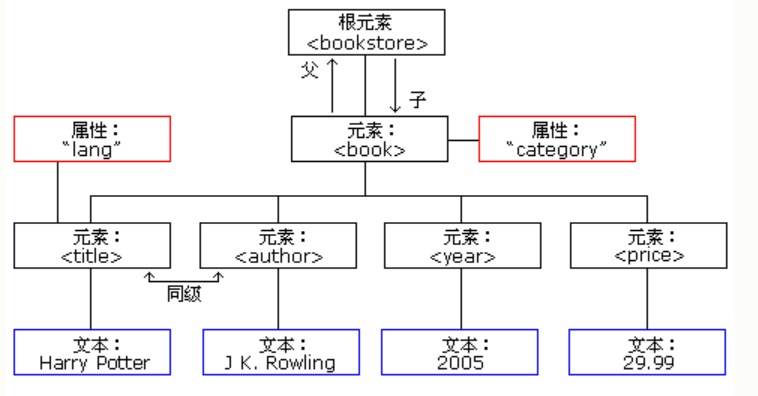 根元素
<bookstore>
父
子
属性：
"lang"
元素：
<book>
属性：
"category"
元素：
<title>
元素：
<author>
元素：
<year>
元素：
<price>
同级
文本：
Harry Potter
文本：
J K. Rowling
文本：
2005
文本：
29.99